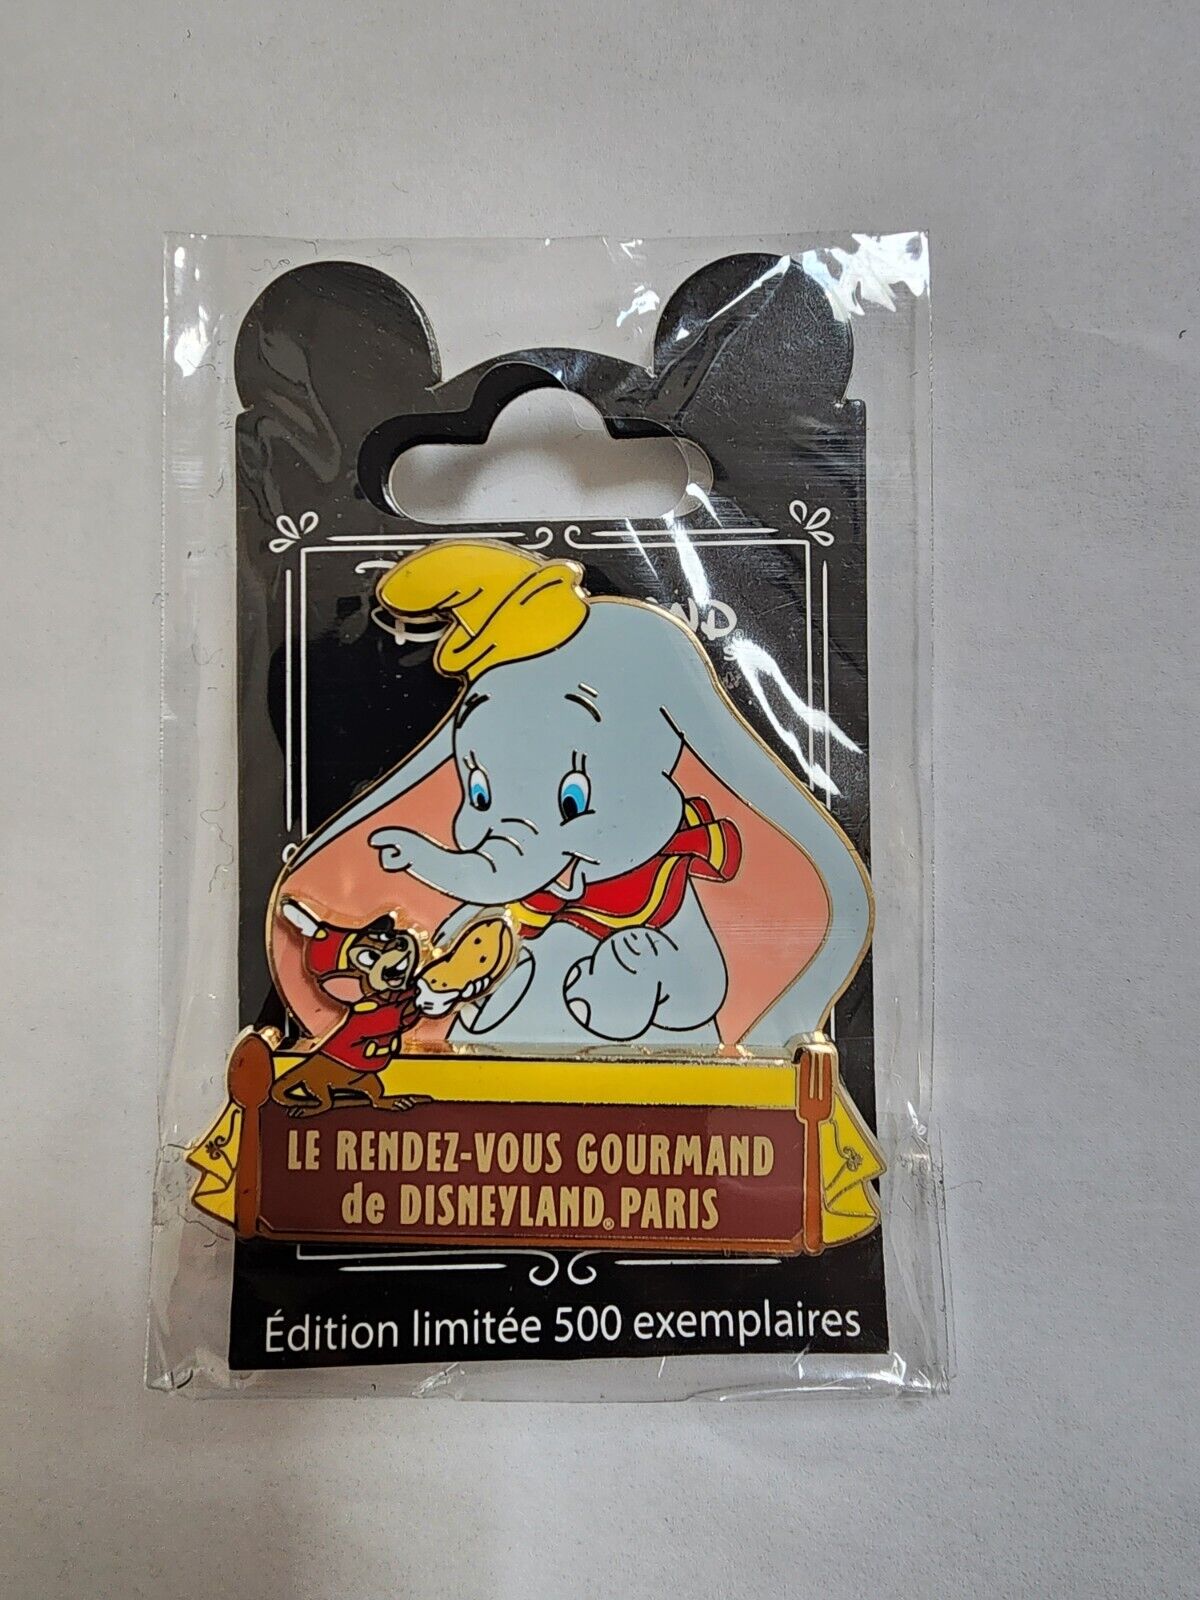 LE RENDEZ-VOUS GOURMAND
de DISNEYLAND® PARIS
Édition limitée 500 exemplaires